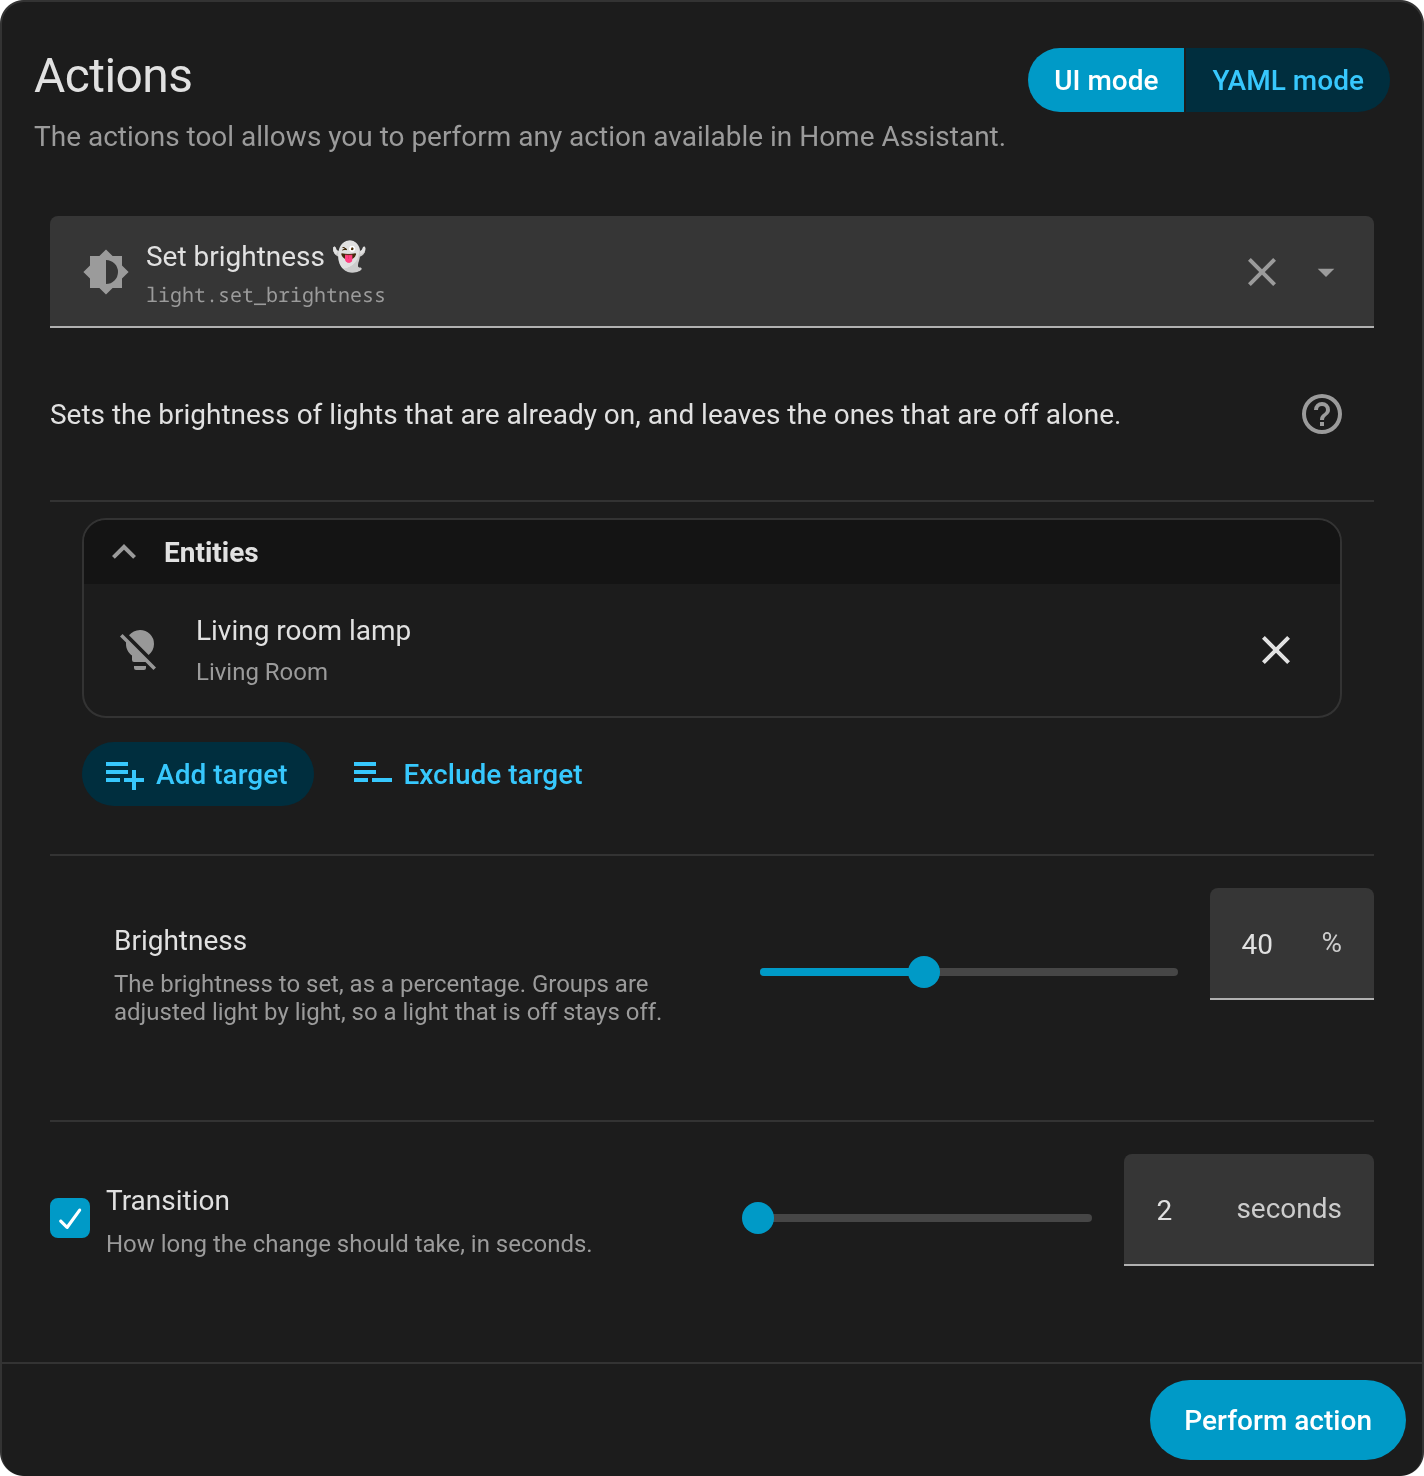 Actions
UI mode
YAML mode
The actions tool allows you to perform any action available in Home Assistant.
Set brightness 👻
light.set_brightness
Sets the brightness of lights that are already on, and leaves the ones that are off alone.
Entities
Living room lamp
Living Room
Add target
Exclude target
Brightness
The brightness to set, as a percentage. Groups are
adjusted light by light, so a light that is off stays off.
40 %
Transition
How long the change should take, in seconds.
2 seconds
Perform action